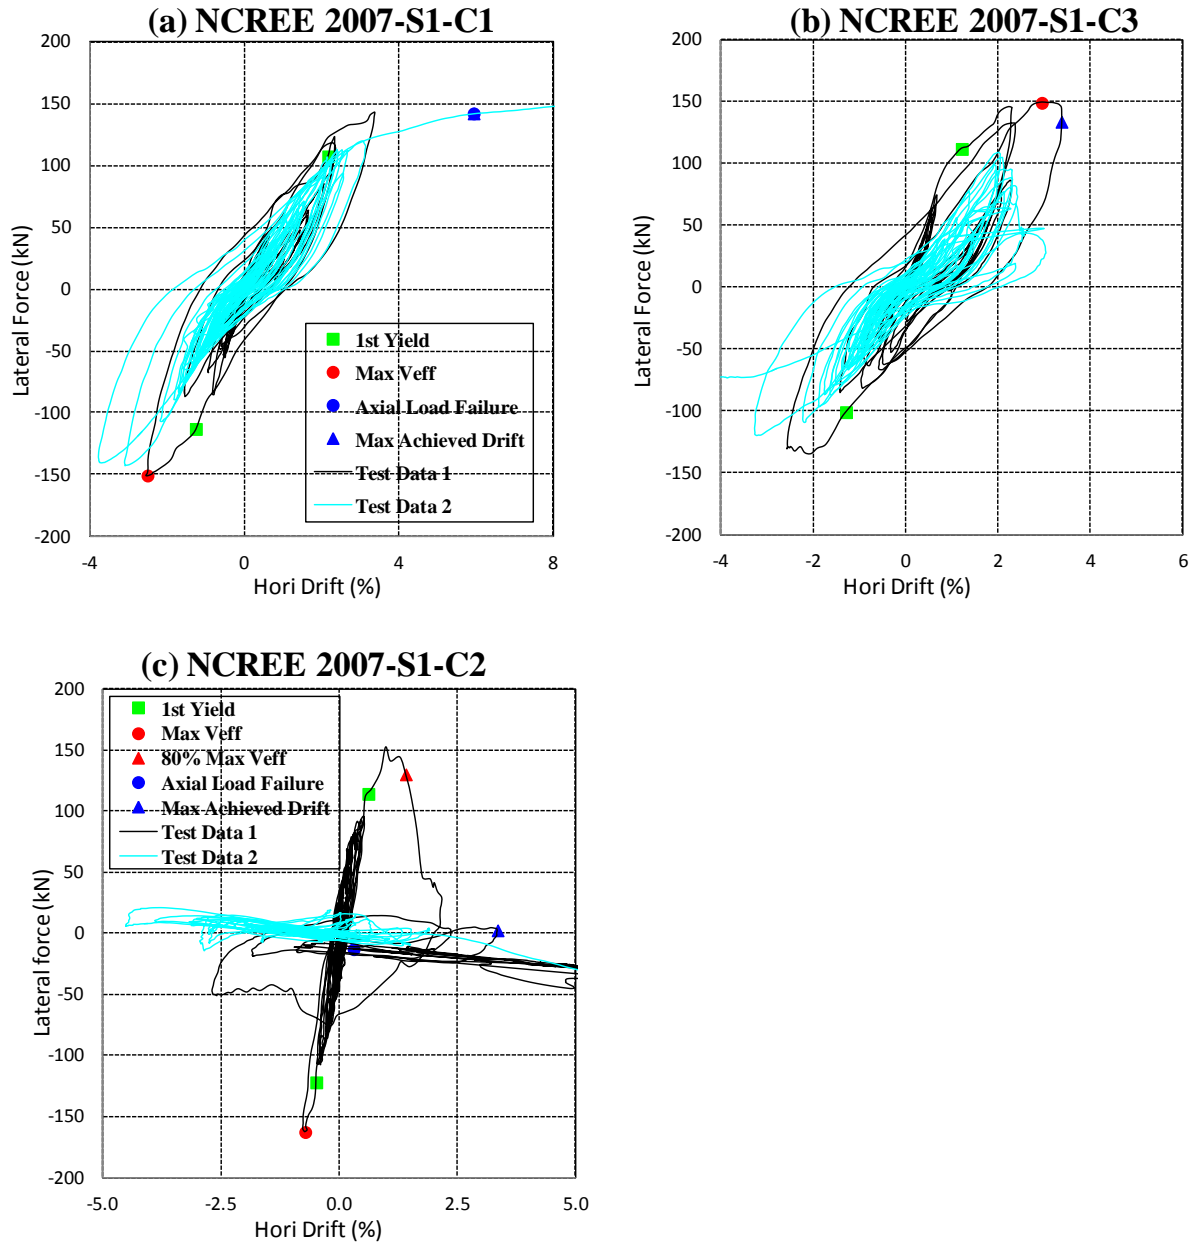 (a) NCREE 2007-S1-C1
200
150
100
50
0
-50
-100
-150
-200
Lateral Force (kN)
1st Yield
Max Veff
Axial Load Failure
Max Achieved Drift
Test Data 1
Test Data 2
-4 0 4 8
Hori Drift (%)
(b) NCREE 2007-S1-C3
200
150
100
50
0
-50
-100
-150
-200
Lateral Force (kN)
-4 -2 0 2 4 6
Hori Drift (%)
(c) NCREE 2007-S1-C2
200
150
100
50
0
-50
-100
-150
-200
Lateral force (kN)
1st Yield
Max Veff
80% Max Veff
Axial Load Failure
Max Achieved Drift
Test Data 1
Test Data 2
-5.0 -2.5 0.0 2.5 5.0
Hori Drift (%)